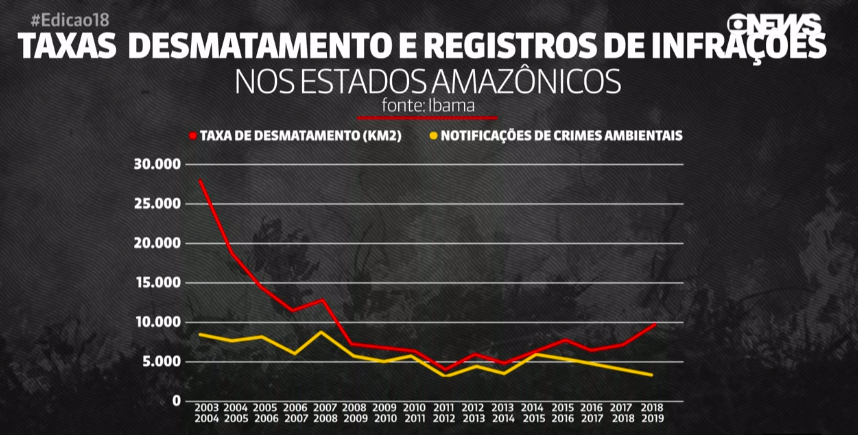 #Edicao18
GNEWS
TAXAS DESMATAMENTO E REGISTROS DE INFRAÇÕES
NOS ESTADOS AMAZÔNICOS
fonte: Ibama
TAXA DE DESMATAMENTO (KM2) NOTIFICAÇÕES DE CRIMES AMBIENTAIS
30.000
25.000
20.000
15.000
10.000
5.000
0
2003 2004 2005 2006 2007 2008 2009 2010 2011 2012 2013 2014 2015 2016 2017 2018
2004 2005 2006 2007 2008 2009 2010 2011 2012 2013 2014 2015 2016 2017 2018 2019